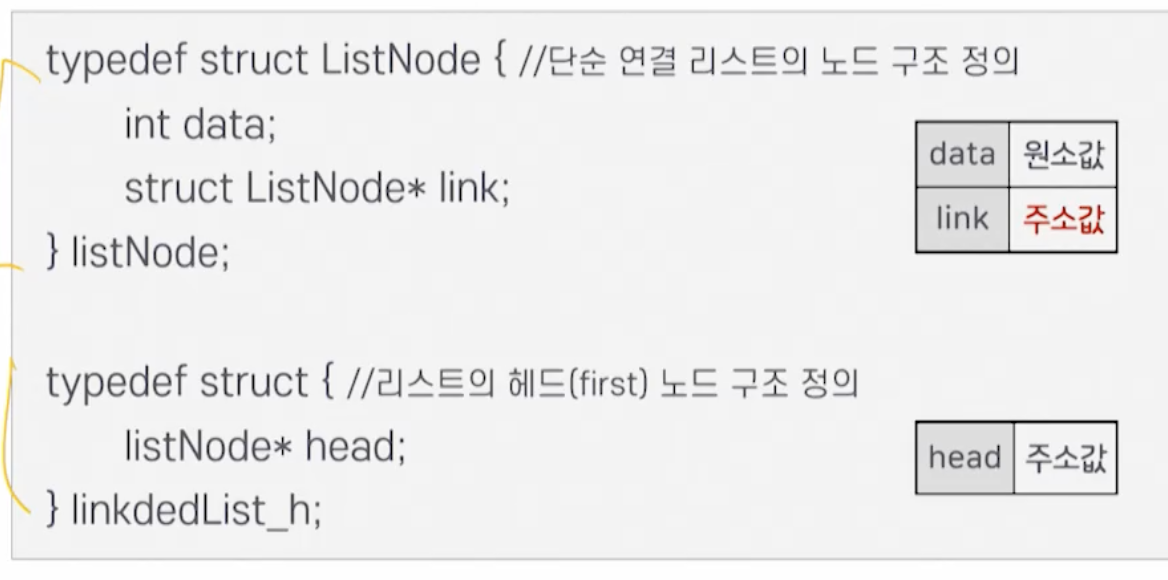 typedef struct ListNode { //단순 연결 리스트의 노드 구조 정의
int data;
struct ListNode* link;
} listNode;
data 원소값
link 주소값
typedef struct { //리스트의 헤드(first) 노드 구조 정의
listNode* head;
} linkdedList_h;
head 주소값